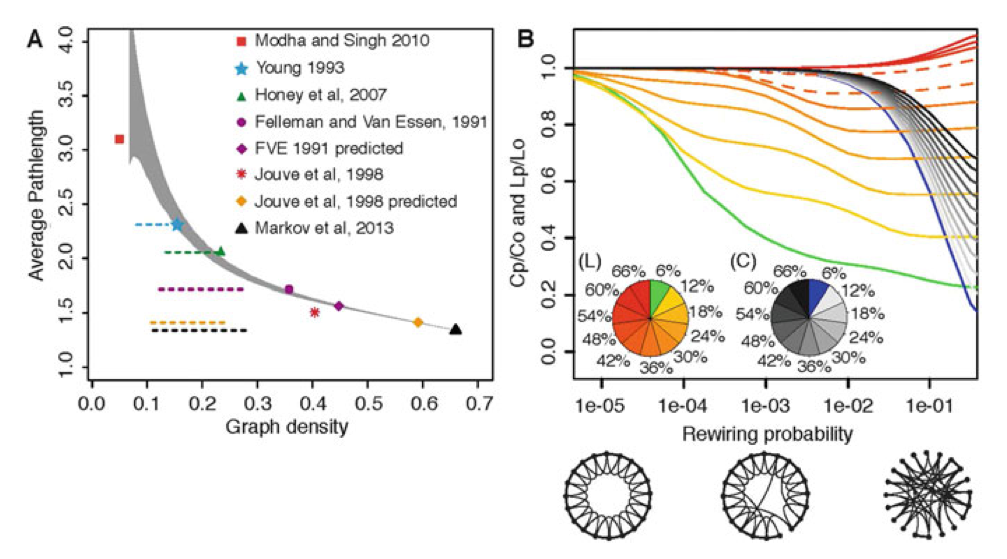 A
B
4.0
3.5
3.0
2.5
2.0
1.5
1.0
Average Pathlength
Modha and Singh 2010
Young 1993
Honey et al, 2007
Felleman and Van Essen, 1991
FVE 1991 predicted
Jouve et al, 1998
Jouve et al, 1998 predicted
Markov et al, 2013
0.0 0.1 0.2 0.3 0.4 0.5 0.6 0.7
Graph density
Cp/Co and Lp/Lo
1.0
0.8
0.6
0.4
0.2
0.0
(L)
66% 6%
60% 12%
54% 18%
48% 24%
42% 30%
36%
(C)
66% 6%
60% 12%
54% 18%
48% 24%
42% 30%
36%
1e-05 1e-04 1e-03 1e-02 1e-01
Rewiring probability